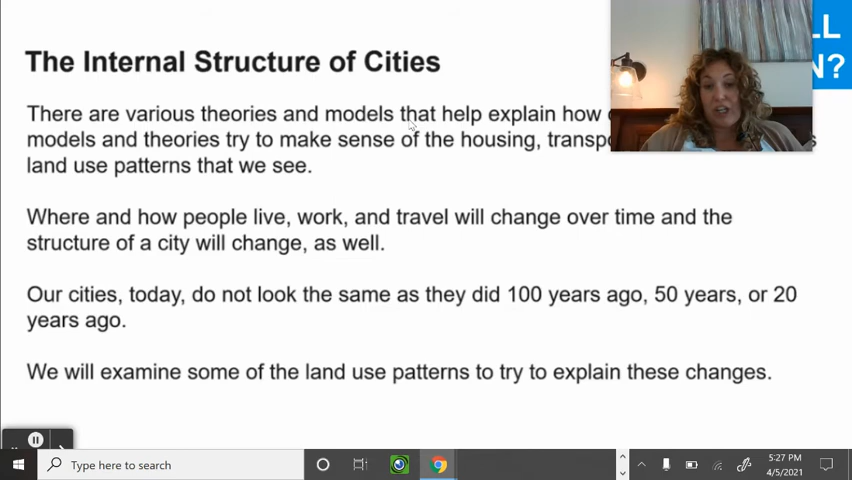 The Internal Structure of Cities
LL
N?
There are various theories and models that help explain how
models and theories try to make sense of the housing,
land use patterns that we see.
Where and how people live, work, and travel will change over time and the
structure of a city will change, as well.
Our cities, today, do not look the same as they did 100 years ago, 50 years, or 20
years ago.
We will examine some of the land use patterns to try to explain these changes.
Type here to search
5:27 PM
4/5/2021